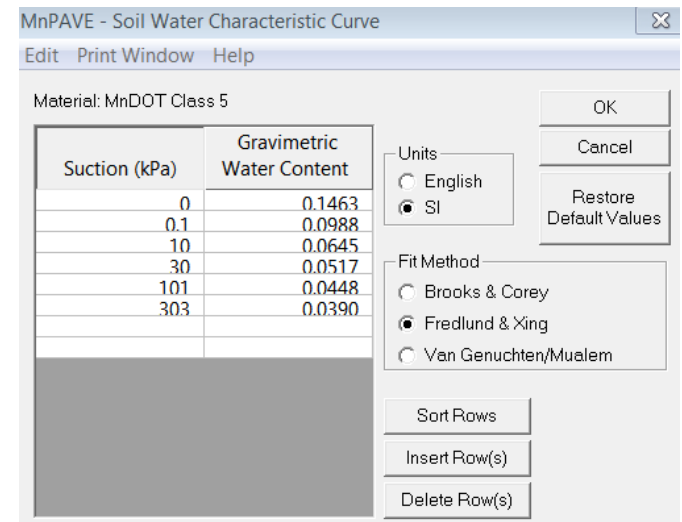 MnPAVE - Soil Water Characteristic Curve
Edit Print Window Help
Material: MnDOT Class 5
Suction (kPa) Gravimetric Water Content
0 0.1463
0.1 0.0988
10 0.0645
30 0.0517
101 0.0448
303 0.0390
Units
English
SI
OK
Cancel
Restore
Default Values
Fit Method
Brooks & Corey
Fredlund & Xing
Van Genuchten/Mualem
Sort Rows
Insert Row(s)
Delete Row(s)